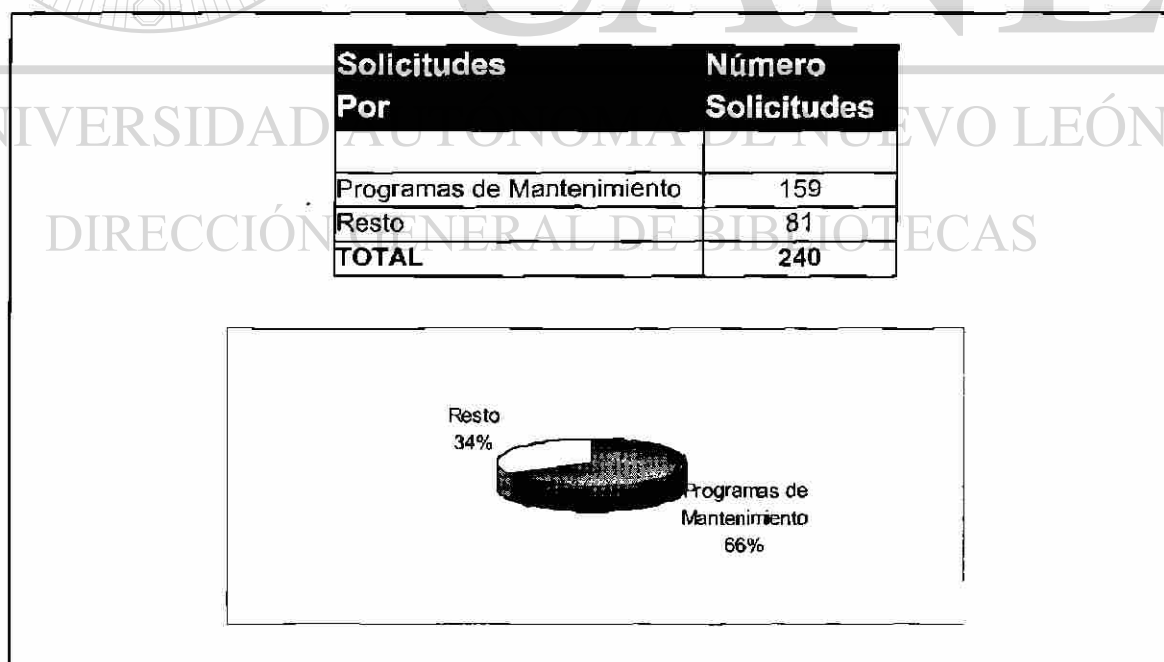 Solicitudes Número
Por Solicitudes
Programas de Mantenimiento 159
Resto 81
TOTAL 240
UNIVERSIDAD AUTÓNOMA DE NUEVO LEÓN
DIRECCIÓN GENERAL DE BIBLIOTECAS
Resto
34%
Programas de
Mantenimiento
66%